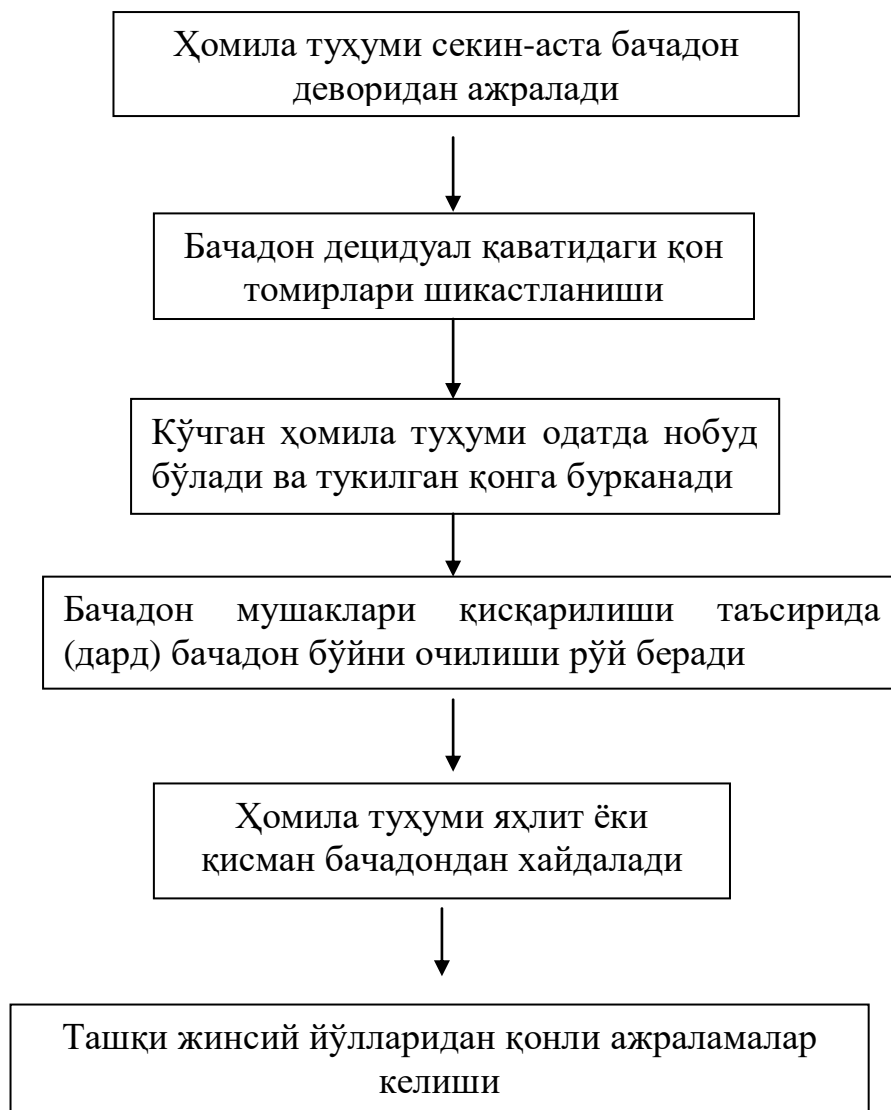 Ҳомила туҳуми секин-аста бачадон
деворидан ажралади
Бачадон децидуал қаватидаги қон
томирлари шикастланиши
Кўчган ҳомила туҳуми одатда нобуд
бўлади ва тукилган қонга бурканади
Бачадон мушаклари қисқарилиши таъсирида
(дард) бачадон бўйни очилиши рўй беради
Ҳомила туҳуми яҳлит ёки
қисман бачадондан хайдалади
Ташқи жинсий йўлларидан қонли ажраламалар
келиши